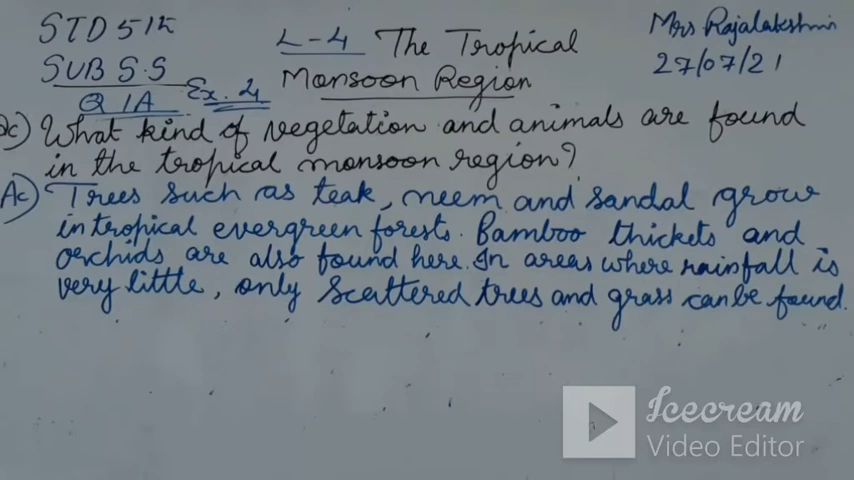 STD 5th
SUB S.S
Q 1A Ex. 4
L-4 The Tropical
Monsoon Region
Mrs Rajalakshmi
27/07/21
Qc) What kind of vegetation and animals are found
in the tropical monsoon region?
Ac) Trees such as teak, neem and sandal grow
in tropical evergreen forests. Bamboo thickets and
orchids are also found here. In areas where rainfall is
very little, only scattered trees and grass can be found.
Icecream
Video Editor